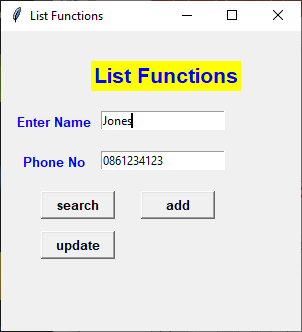 List Functions
List Functions
Enter Name Jones
Phone No 0861234123
search add
update